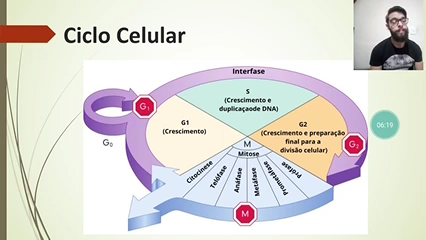 Ciclo Celular
Interfase
S
(Crescimento e
duplicaçaode DNA)
G1
G1
(Crescimento)
G2
(Crescimento e preparação
final para a
divisão celular)
06:19
G0
G2
M
Mitose
Citocinese
Telófase
Anáfase
Metáfase
Prometáfase
Prófase
M